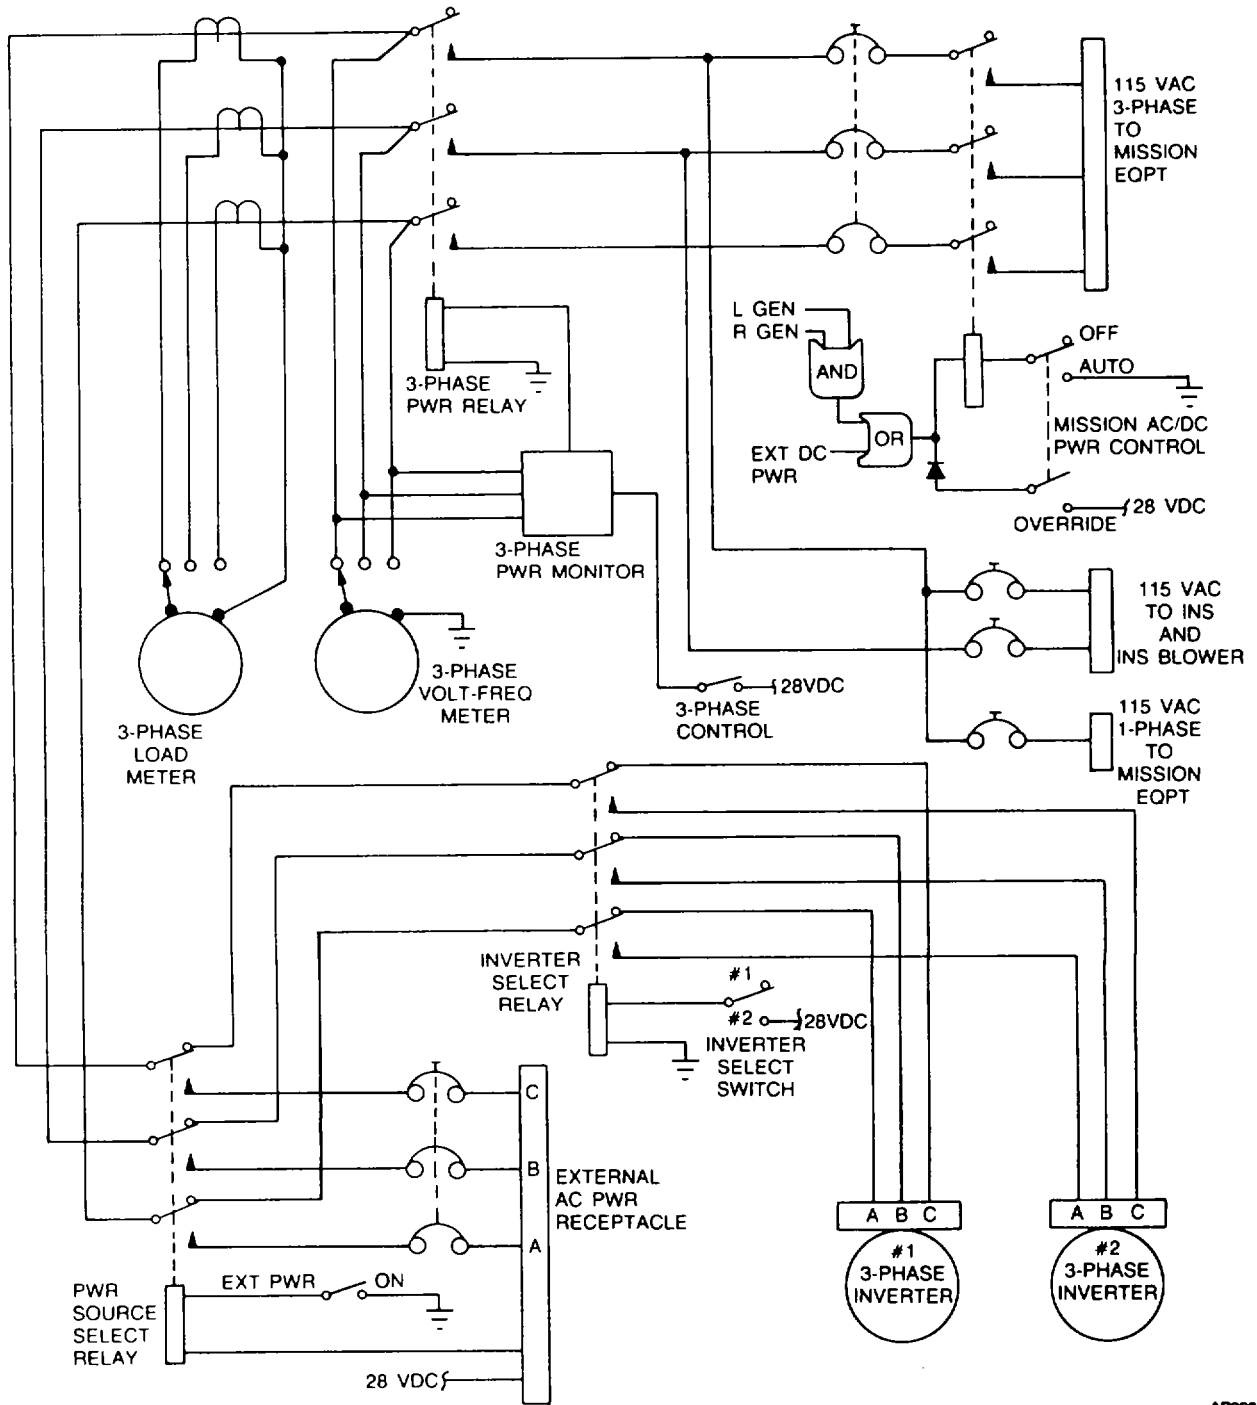 115 VAC
3-PHASE
TO
MISSION
EQPT
L GEN
R GEN
AND
OFF
AUTO
3-PHASE
PWR RELAY
OR
EXT DC
PWR
MISSION AC/DC
PWR CONTROL
28 VDC
OVERRIDE
3-PHASE
PWR MONITOR
115 VAC
TO INS
AND
INS BLOWER
3-PHASE
VOLT-FREQ
METER
28VDC
3-PHASE
CONTROL
115 VAC
1-PHASE
TO
MISSION
EQPT
3-PHASE
LOAD
METER
INVERTER
SELECT
RELAY
#1
#2
28VDC
INVERTER
SELECT
SWITCH
C
B
A
EXTERNAL
AC PWR
RECEPTACLE
A B C
#1
3-PHASE
INVERTER
A B C
#2
3-PHASE
INVERTER
EXT PWR
ON
PWR
SOURCE
SELECT
RELAY
28 VDC